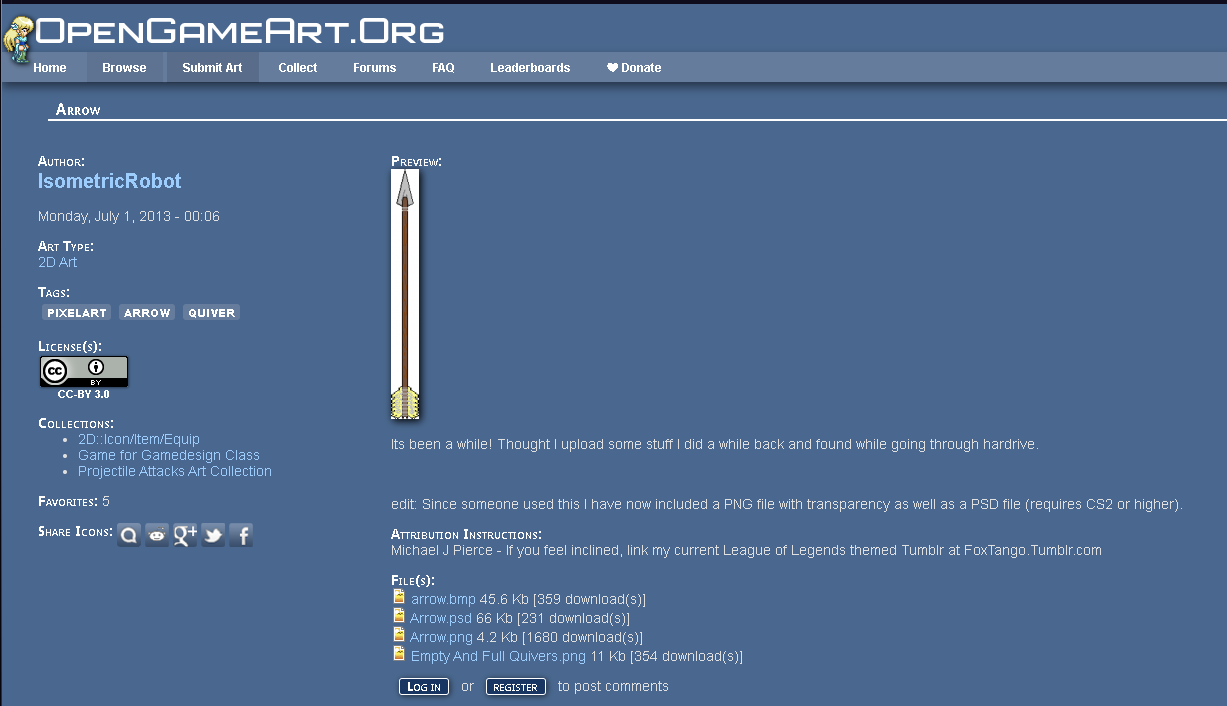 OpenGameArt.Org
Home Browse Submit Art Collect Forums FAQ Leaderboards ❤ Donate
Arrow
Author:
IsometricRobot
Monday, July 1, 2013 - 00:06
Art Type:
2D Art
Tags:
PIXELART ARROW QUIVER
License(s):
cc BY
CC-BY 3.0
Collections:
• 2D::Icon/Item/Equip
• Game for Gamedesign Class
• Projectile Attacks Art Collection
Favorites: 5
Share Icons: g+ f
Preview:
Its been a while! Thought I upload some stuff I did a while back and found while going through hardrive.
edit: Since someone used this I have now included a PNG file with transparency as well as a PSD file (requires CS2 or higher).
Attribution Instructions:
Michael J Pierce - If you feel inclined, link my current League of Legends themed Tumblr at FoxTango.Tumblr.com
File(s):
arrow.bmp 45.6 Kb [359 download(s)]
Arrow.psd 66 Kb [231 download(s)]
Arrow.png 4.2 Kb [1680 download(s)]
Empty And Full Quivers.png 11 Kb [354 download(s)]
Log in or register to post comments